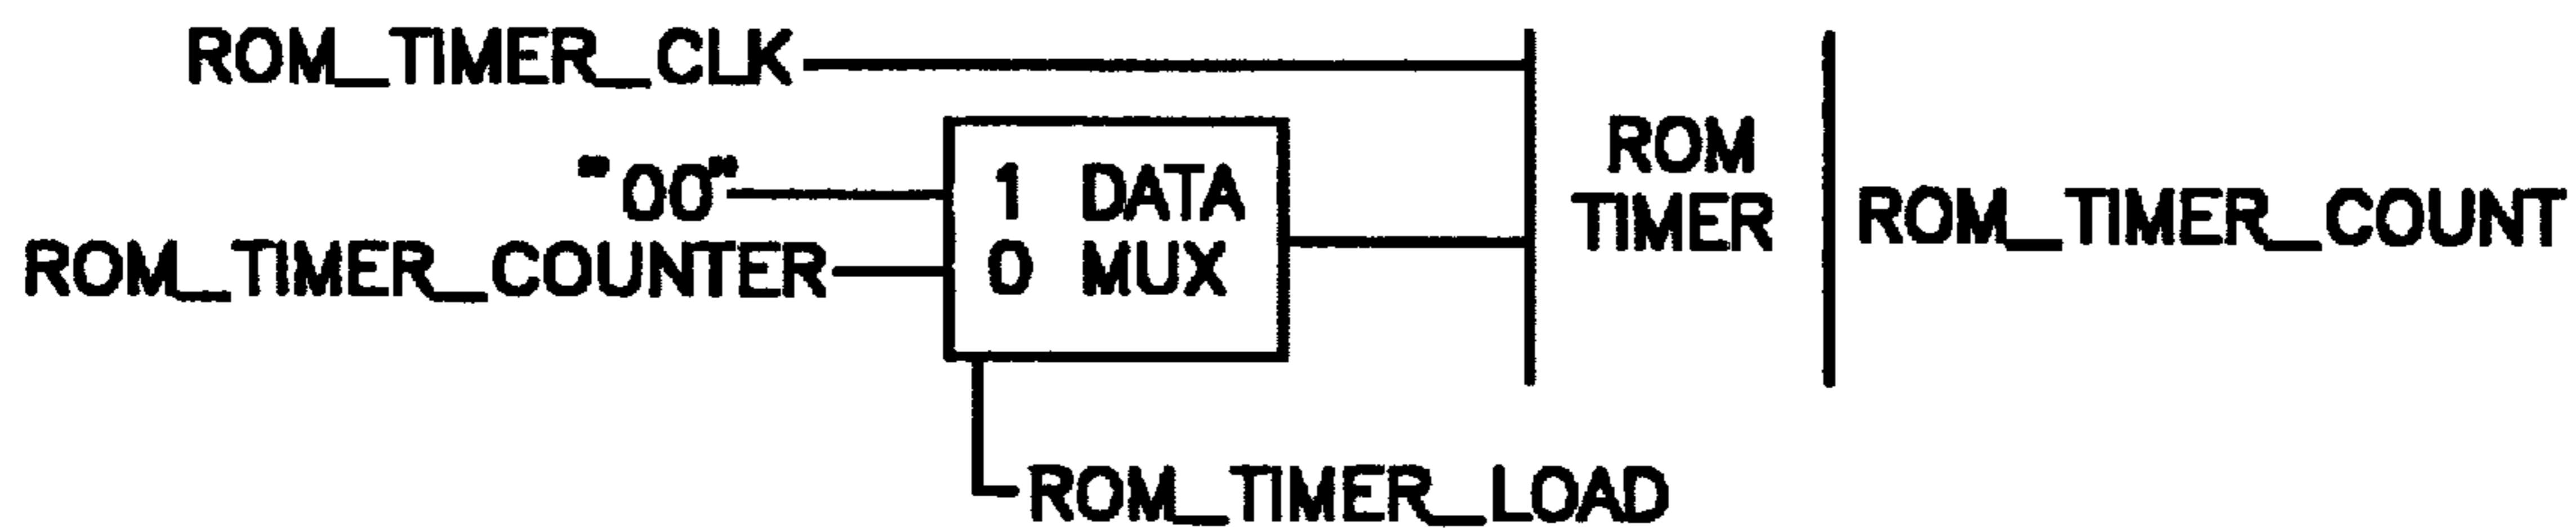 ROM_TIMER_CLK
"00"
ROM_TIMER_COUNTER
1 DATA
0 MUX
ROM
TIMER
ROM_TIMER_COUNT
ROM_TIMER_LOAD